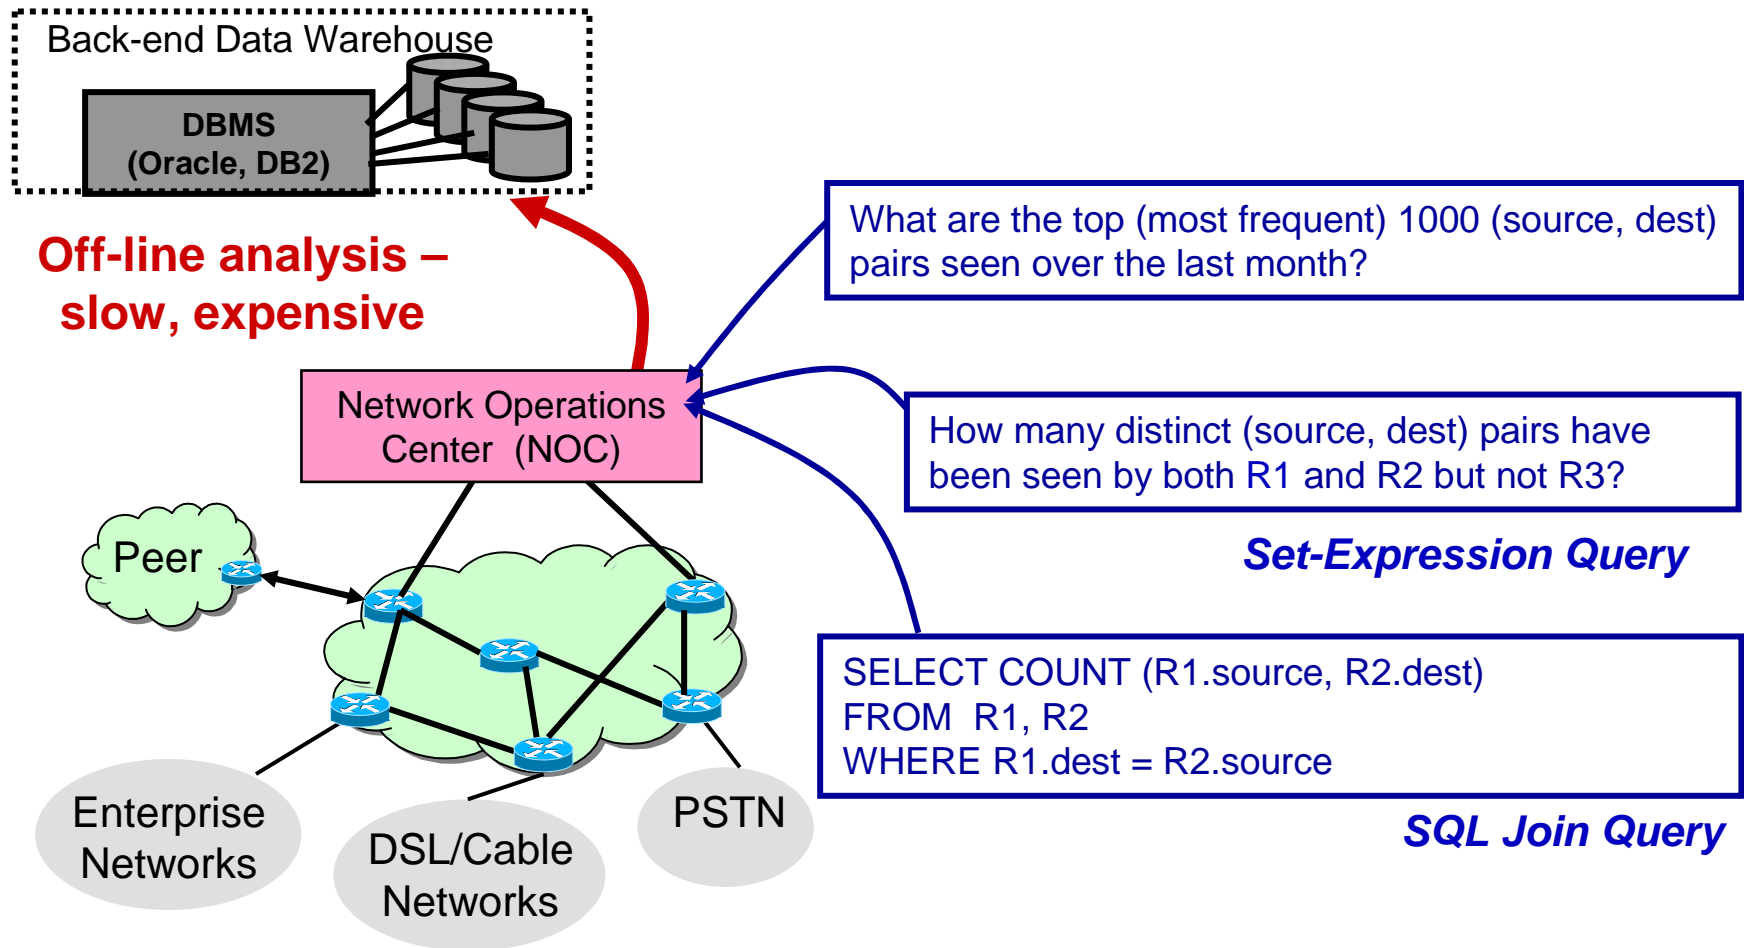 Back-end Data Warehouse
DBMS
(Oracle, DB2)
Off-line analysis –
slow, expensive
What are the top (most frequent) 1000 (source, dest)
pairs seen over the last month?
Network Operations
Center (NOC)
How many distinct (source, dest) pairs have
been seen by both R1 and R2 but not R3?
Set-Expression Query
Peer
SELECT COUNT (R1.source, R2.dest)
FROM R1, R2
WHERE R1.dest = R2.source
SQL Join Query
Enterprise
Networks
DSL/Cable
Networks
PSTN